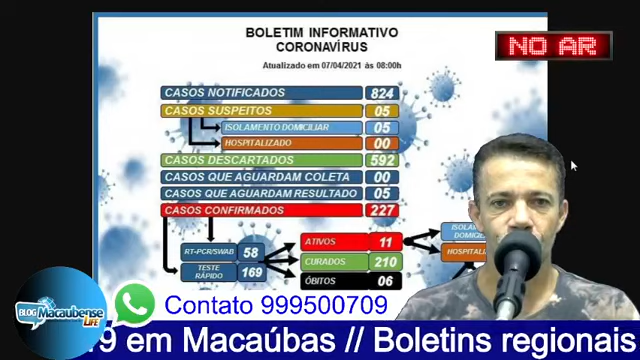 BOLETIM INFORMATIVO
CORONAVÍRUS
Atualizado em 07/04/2021 às 08:00h
NO AR
CASOS NOTIFICADOS 824
CASOS SUSPEITOS 05
ISOLAMENTO DOMICILIAR 05
HOSPITALIZADO 00
CASOS DESCARTADOS 592
CASOS QUE AGUARDAM COLETA 00
CASOS QUE AGUARDAM RESULTADO 05
CASOS CONFIRMADOS 227
RT-PCR/SWAB 58
TESTE RÁPIDO 169
ATIVOS 11
CURADOS 210
ÓBITOS 06
BLOG Macaubense LIFE
Contato 999500709
19 em Macaúbas // Boletins regionais